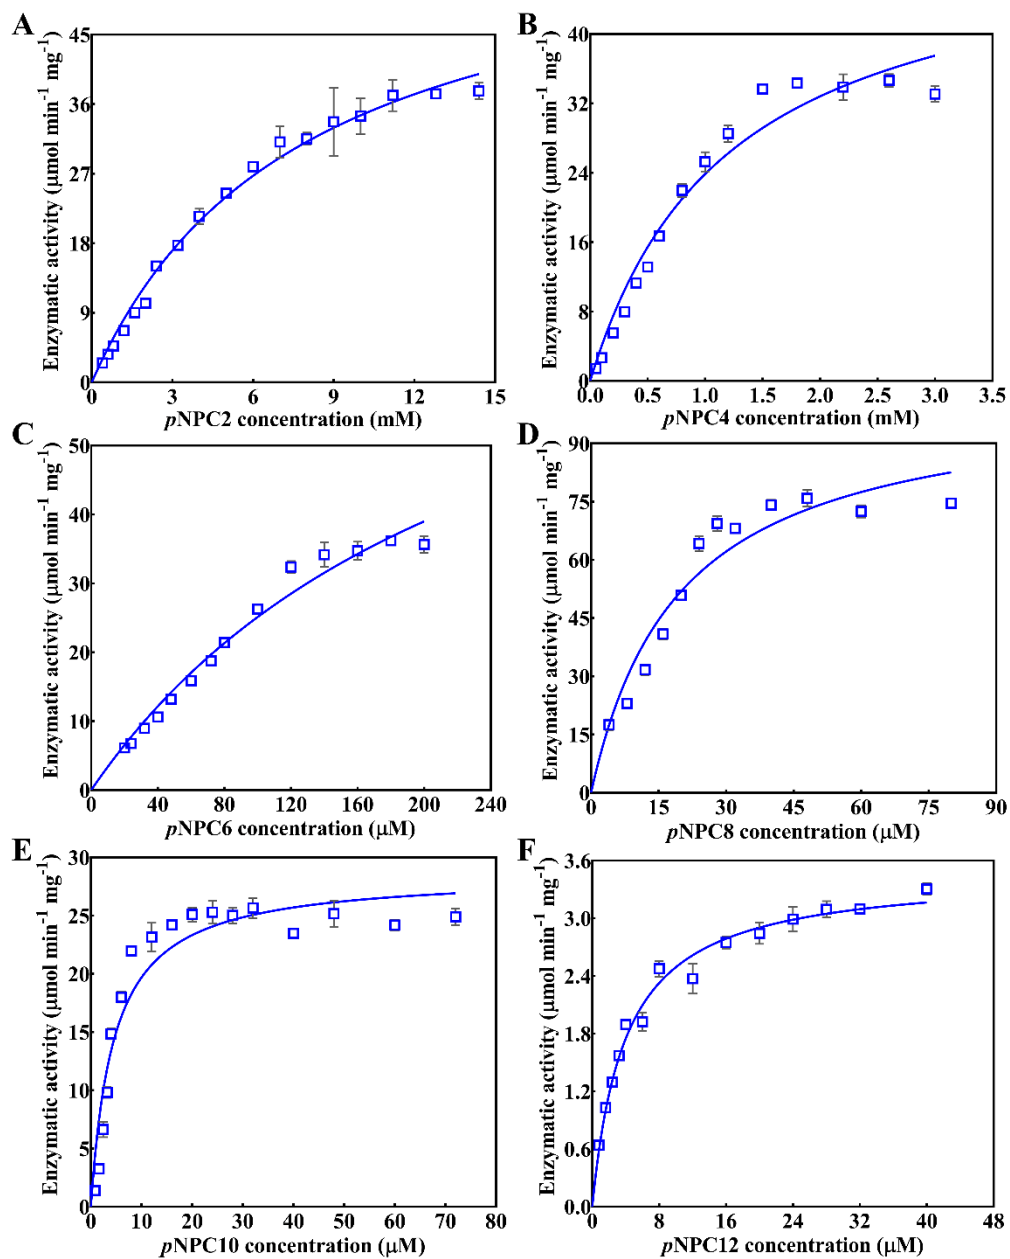 A
Enzymatic activity (μmol min⁻¹ mg⁻¹)
45
36
27
18
9
0
0 3 6 9 12 15
pNPC2 concentration (mM)
B
Enzymatic activity (μmol min⁻¹ mg⁻¹)
40
32
24
16
8
0
0.0 0.5 1.0 1.5 2.0 2.5 3.0 3.5
pNPC4 concentration (mM)
C
Enzymatic activity (μmol min⁻¹ mg⁻¹)
50
40
30
20
10
0
0 40 80 120 160 200 240
pNPC6 concentration (μM)
D
Enzymatic activity (μmol min⁻¹ mg⁻¹)
90
75
60
45
30
15
0
0 15 30 45 60 75 90
pNPC8 concentration (μM)
E
Enzymatic activity (μmol min⁻¹ mg⁻¹)
30
25
20
15
10
5
0
0 10 20 30 40 50 60 70 80
pNPC10 concentration (μM)
F
Enzymatic activity (μmol min⁻¹ mg⁻¹)
3.6
3.0
2.4
1.8
1.2
0.6
0.0
0 8 16 24 32 40 48
pNPC12 concentration (μM)